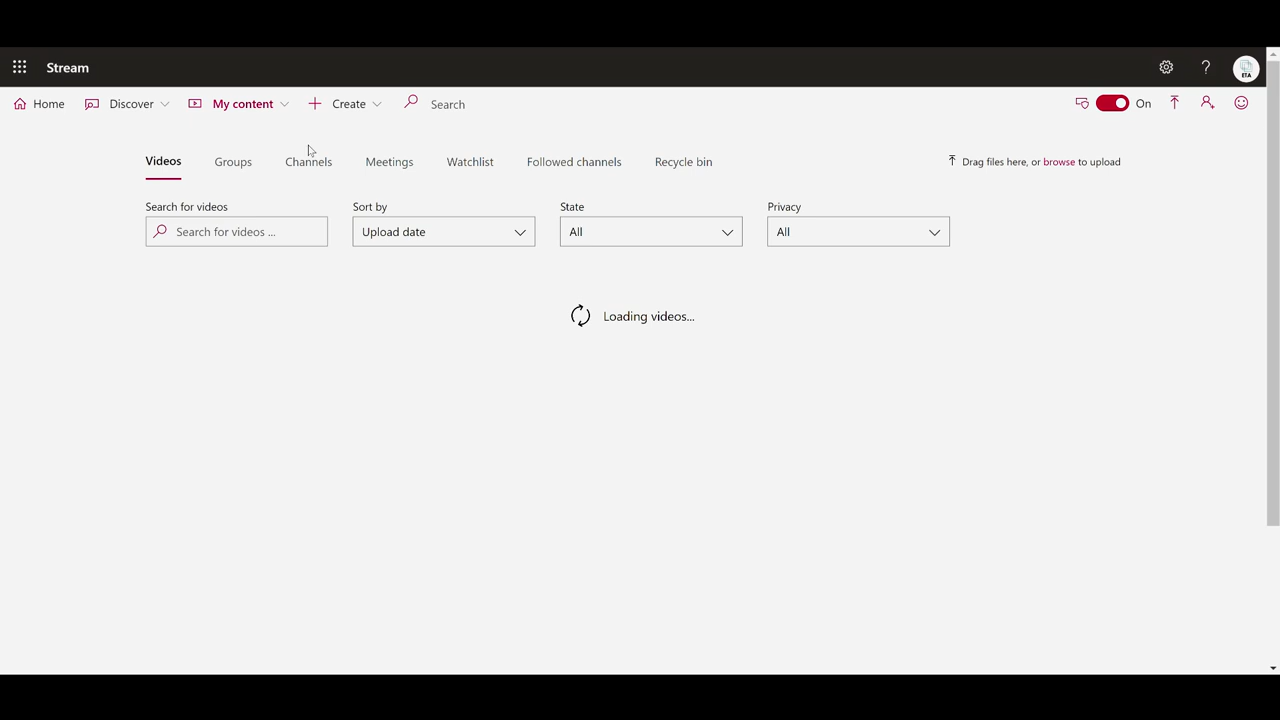 Stream
ETA
Home Discover My content Create Search On
Videos Groups Channels Meetings Watchlist Followed channels Recycle bin Drag files here, or browse to upload
Search for videos Sort by State Privacy
Search for videos ... Upload date All All
Loading videos...